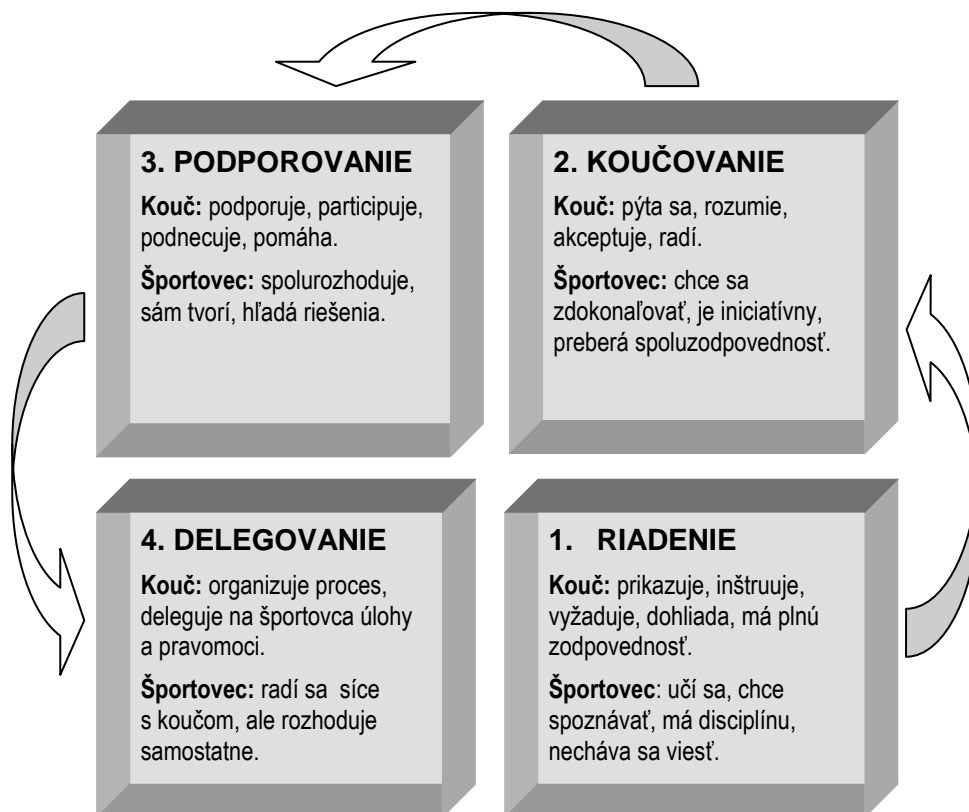 3. PODPOROVANIE
Kouč: podporuje, participuje,
podnecuje, pomáha.
Športovec: spolurozhoduje,
sám tvorí, hľadá riešenia.
2. KOUČOVANIE
Kouč: pýta sa, rozumie,
akceptuje, radí.
Športovec: chce sa
zdokonaľovať, je iniciatívny,
preberá spoluzodpovednosť.
4. DELEGOVANIE
Kouč: organizuje proces,
deleguje na športovca úlohy
a pravomoci.
Športovec: radí sa síce
s koučom, ale rozhoduje
samostatne.
1. RIADENIE
Kouč: prikazuje, inštruuje,
vyžaduje, dohliada, má plnú
zodpovednosť.
Športovec: učí sa, chce
spoznávať, má disciplínu,
necháva sa viesť.